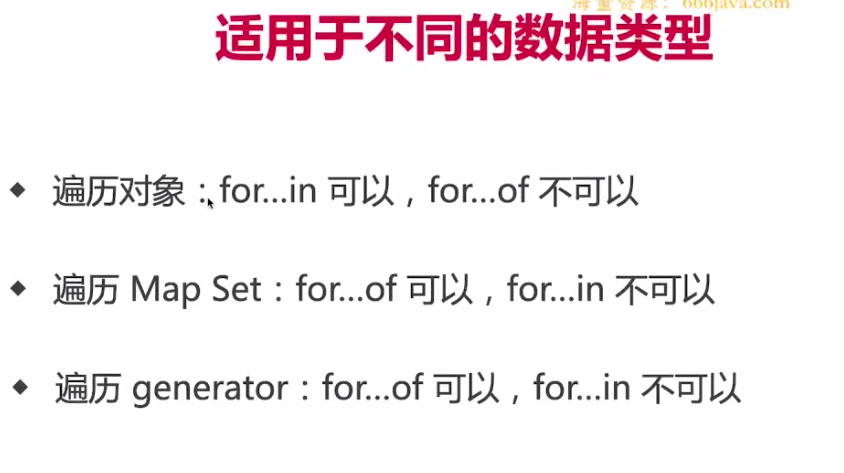 海量资源：666java.com
适用于不同的数据类型
遍历对象：for...in 可以，for...of 不可以
遍历 Map Set：for...of 可以，for...in 不可以
遍历 generator：for...of 可以，for...in 不可以